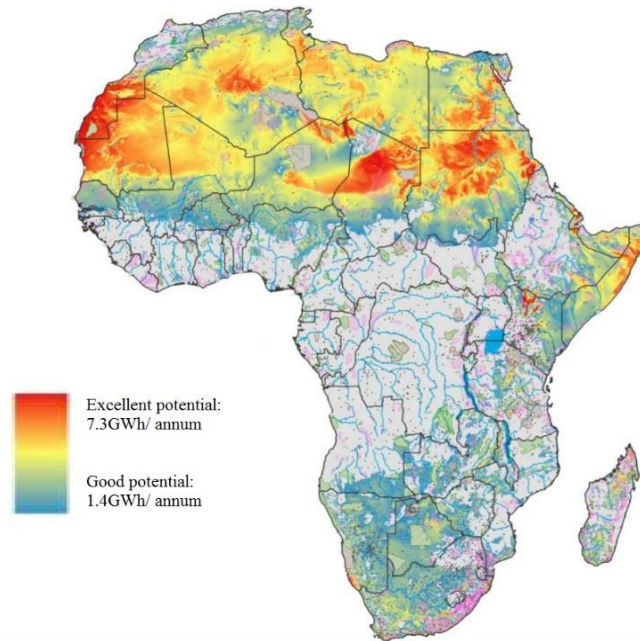 Excellent potential:
7.3GWh/ annum
Good potential:
1.4GWh/ annum